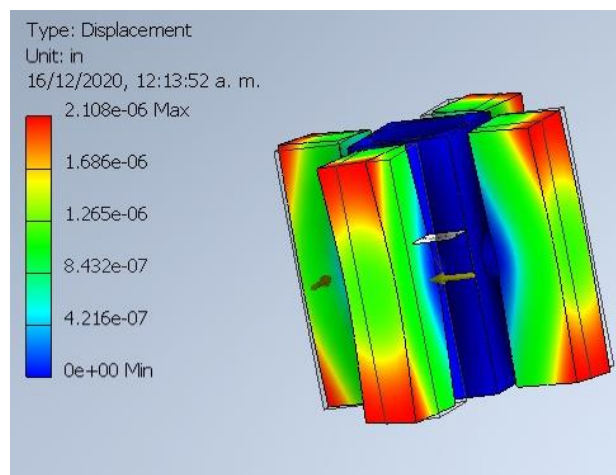 Type: Displacement
Unit: in
16/12/2020, 12:13:52 a. m.
2.108e-06 Max
1.686e-06
1.265e-06
8.432e-07
4.216e-07
0e+00 Min